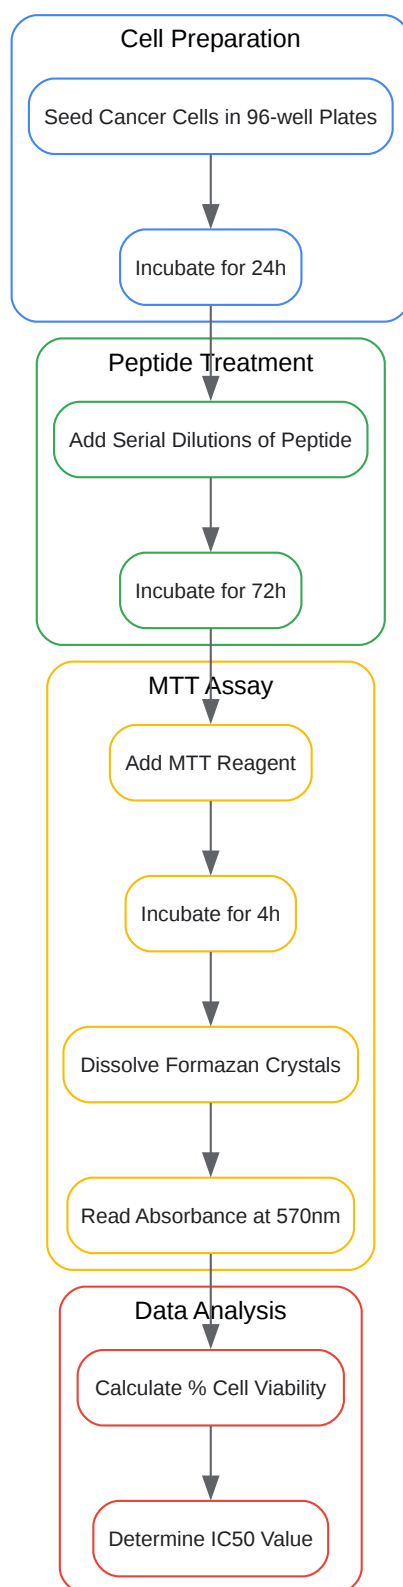 Cell Preparation
Seed Cancer Cells in 96-well Plates
Incubate for 24h
Peptide Treatment
Add Serial Dilutions of Peptide
Incubate for 72h
MTT Assay
Add MTT Reagent
Incubate for 4h
Dissolve Formazan Crystals
Read Absorbance at 570nm
Data Analysis
Calculate % Cell Viability
Determine IC50 Value